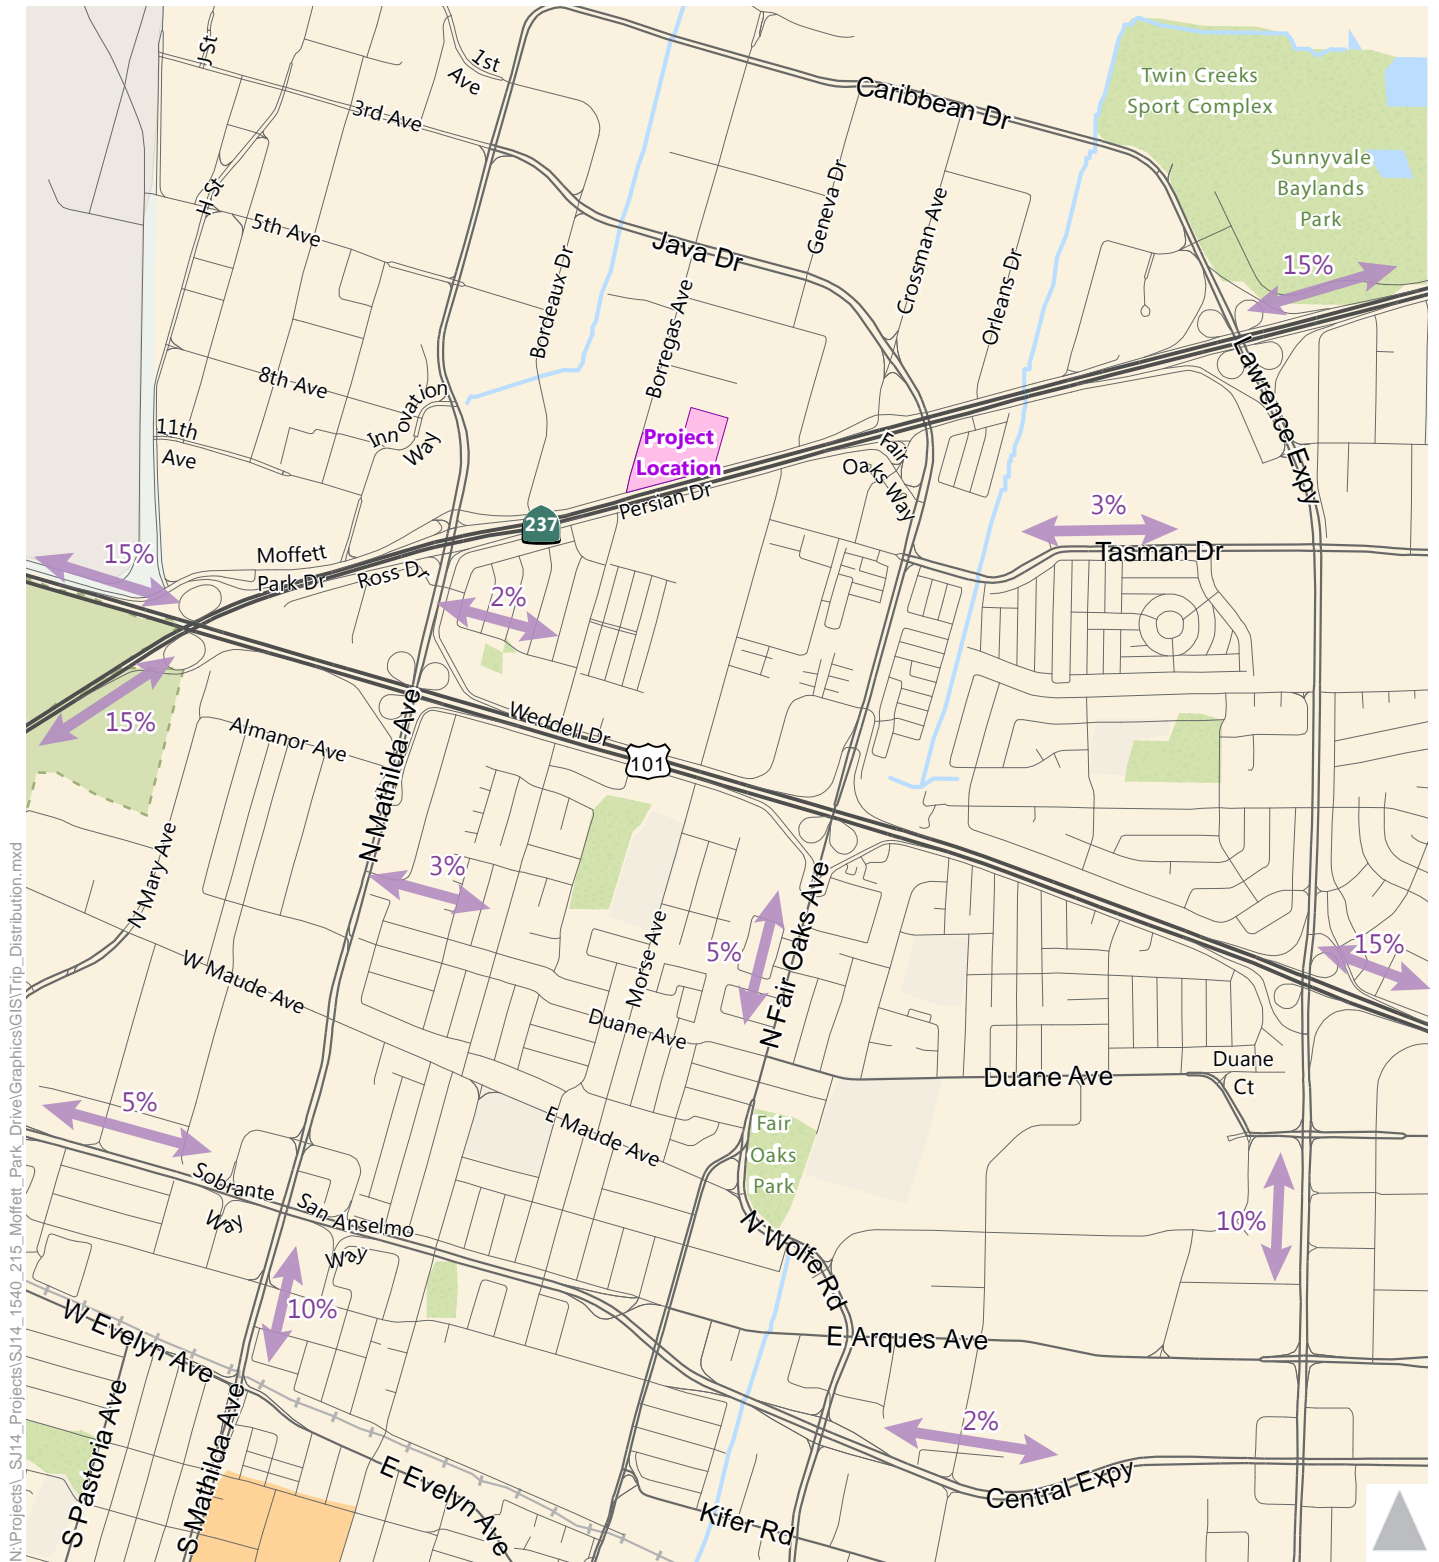 J St
1st
Ave
3rd Ave
Caribbean Dr
Twin Creeks
Sport Complex
Sunnyvale
Baylands
Park
H St
5th Ave
Geneva Dr
Crossman Ave
Java Dr
Bordeaux Dr
Borregas Ave
Orleans Dr
15%
Lawrence Expy
8th Ave
Innovation
Way
11th
Ave
Project
Location
Fair
Oaks Way
Persian Dr
237
3%
Tasman Dr
15%
Moffett
Park Dr
Ross Dr
2%
15%
Almanor Ave
N Mathilda Ave
Weddell Dr
101
N Mary Ave
3%
5%
N Fair Oaks Ave
Morse Ave
15%
W Maude Ave
Duane Ave
Duane Ave
Duane
Ct
5%
E Maude Ave
Fair
Oaks
Park
Sobrante
Way
San Anselmo
Way
N Wolfe Rd
10%
10%
W Evelyn Ave
E Arques Ave
S Pastoria Ave
S Mathilda Ave
E Evelyn Ave
2%
Central Expy
Kifer Rd
N:\Projects\_SJ14_Projects\SJ14_1540_215_Moffett_Park_Drive\Graphics\GIS\Trip_Distribution.mxd